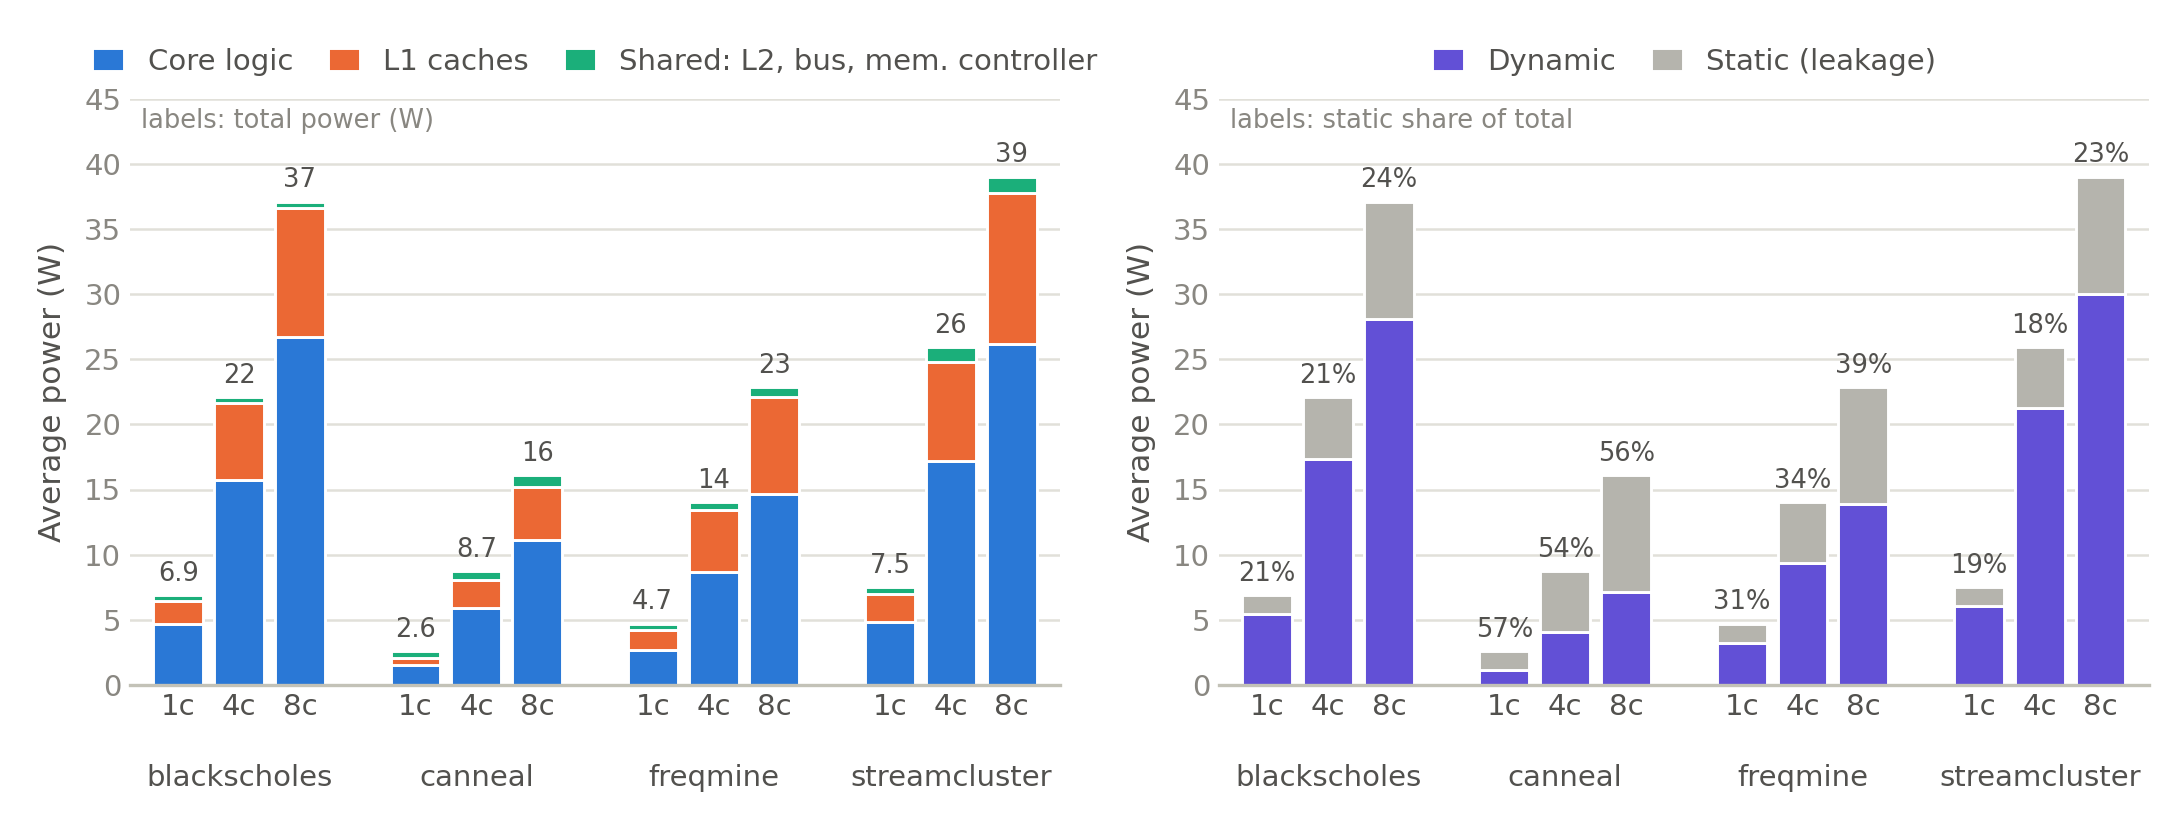 Core logic  L1 caches  Shared: L2, bus, mem. controller
labels: total power (W)
Average power (W)
45
40
35
30
25
20
15
10
5
0
6.9 22 37
2.6 8.7 16
4.7 14 23
7.5 26 39
1c 4c 8c 1c 4c 8c 1c 4c 8c 1c 4c 8c
blackscholes canneal freqmine streamcluster
Dynamic  Static (leakage)
labels: static share of total
Average power (W)
45
40
35
30
25
20
15
10
5
0
21% 21% 24%
57% 54% 56%
31% 34% 39%
19% 18% 23%
1c 4c 8c 1c 4c 8c 1c 4c 8c 1c 4c 8c
blackscholes canneal freqmine streamcluster